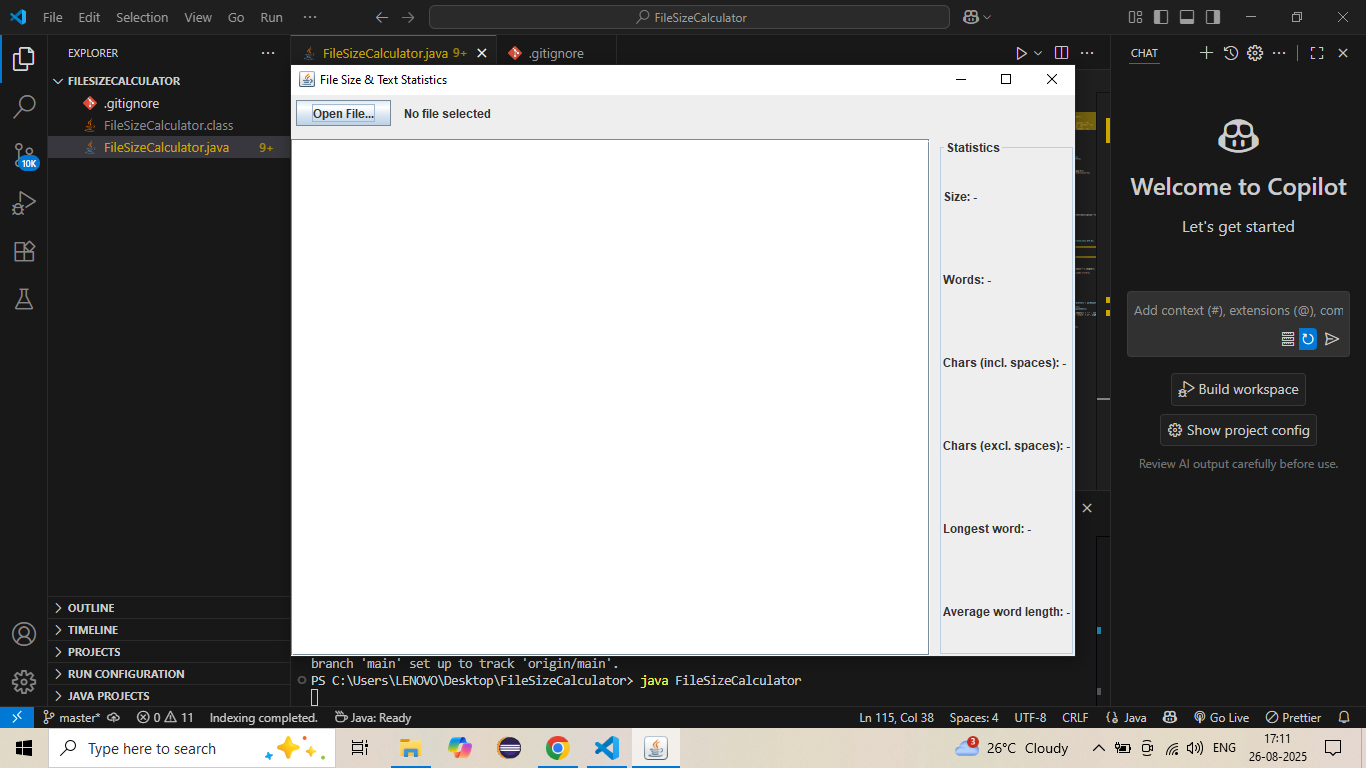 File Edit Selection View Go Run ···
FileSizeCalculator
EXPLORER ···
FILESIZECALCULATOR
.gitignore
FileSizeCalculator.class
FileSizeCalculator.java 9+
10K
OUTLINE
TIMELINE
PROJECTS
RUN CONFIGURATION
JAVA PROJECTS
FileSizeCalculator.java 9+
.gitignore
File Size & Text Statistics
Open File...
No file selected
Statistics
Size: -
Words: -
Chars (incl. spaces): -
Chars (excl. spaces): -
Longest word: -
Average word length: -
branch 'main' set up to track 'origin/main'.
PS C:\Users\LENOVO\Desktop\FileSizeCalculator> java FileSizeCalculator
CHAT
Welcome to Copilot
Let's get started
Add context (#), extensions (@), com
Build workspace
Show project config
Review AI output carefully before use.
master* 0 11 Indexing completed. Java: Ready
Ln 115, Col 38 Spaces: 4 UTF-8 CRLF Java Go Live Prettier
Type here to search
3
26°C Cloudy
ENG
17:11
26-08-2025